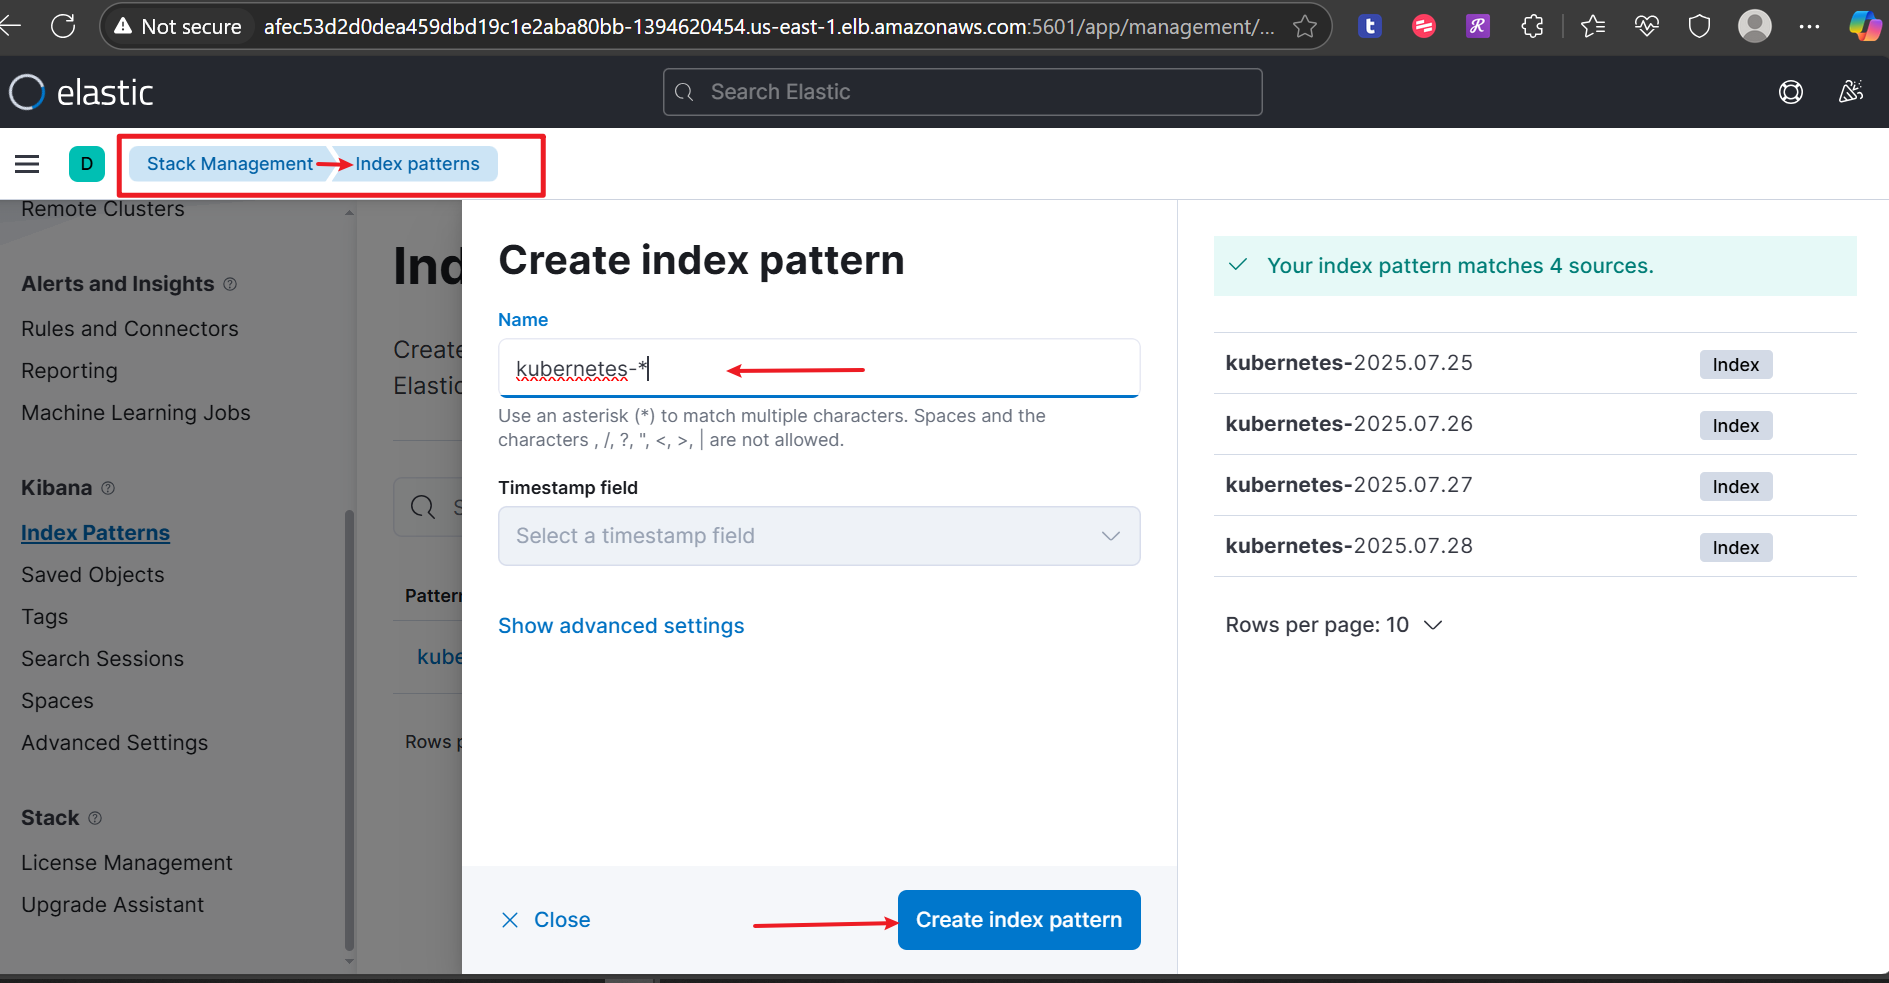 Not secure afec53d2d0dea459dbd19c1e2aba80bb-1394620454.us-east-1.elb.amazonaws.com:5601/app/management/...
elastic
Search Elastic
D
Stack Management
Index patterns
Remote Clusters
Alerts and Insights
Rules and Connectors
Reporting
Machine Learning Jobs
Kibana
Index Patterns
Saved Objects
Tags
Search Sessions
Spaces
Advanced Settings
Stack
License Management
Upgrade Assistant
Ind
Create
Elastic
S
Pattern
kube
Rows p
Create index pattern
Name
kubernetes-*
Use an asterisk (*) to match multiple characters. Spaces and the
characters , /, ?, ", <, >, | are not allowed.
Timestamp field
Select a timestamp field
Show advanced settings
Close
Create index pattern
Your index pattern matches 4 sources.
kubernetes-2025.07.25 Index
kubernetes-2025.07.26 Index
kubernetes-2025.07.27 Index
kubernetes-2025.07.28 Index
Rows per page: 10